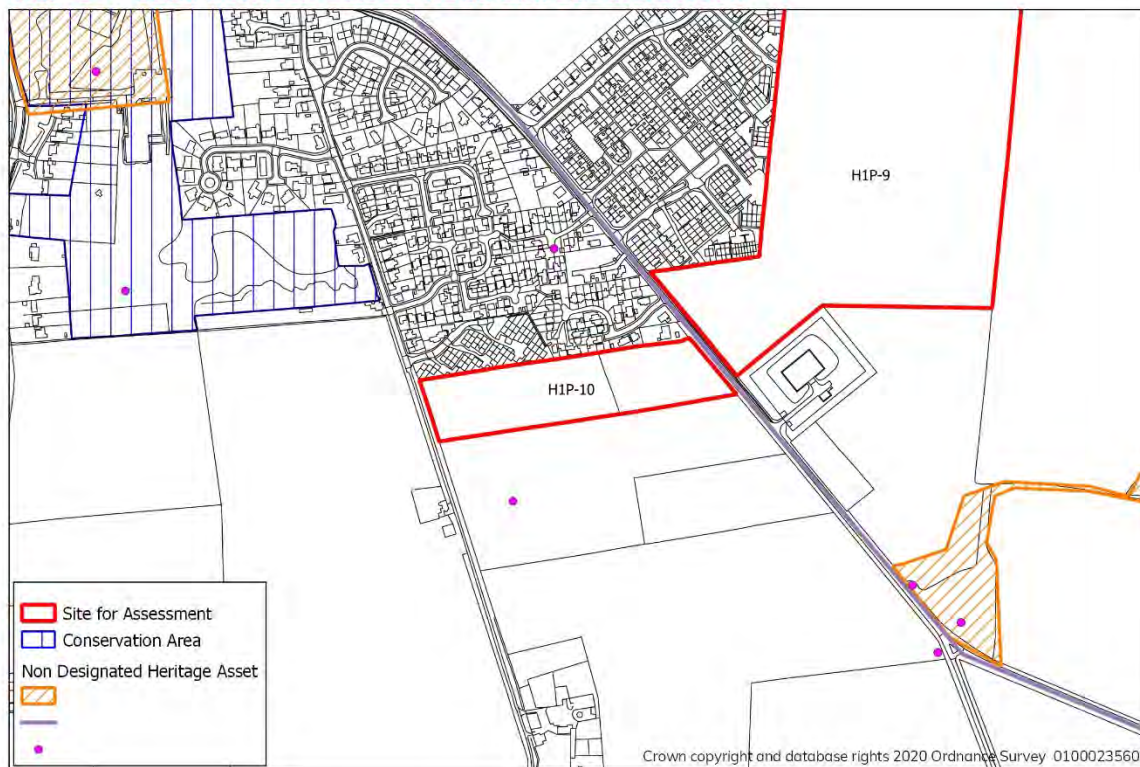 H1P-9
H1P-10
Site for Assessment
Conservation Area
Non Designated Heritage Asset
Crown copyright and database rights 2020 Ordnance Survey 0100023560